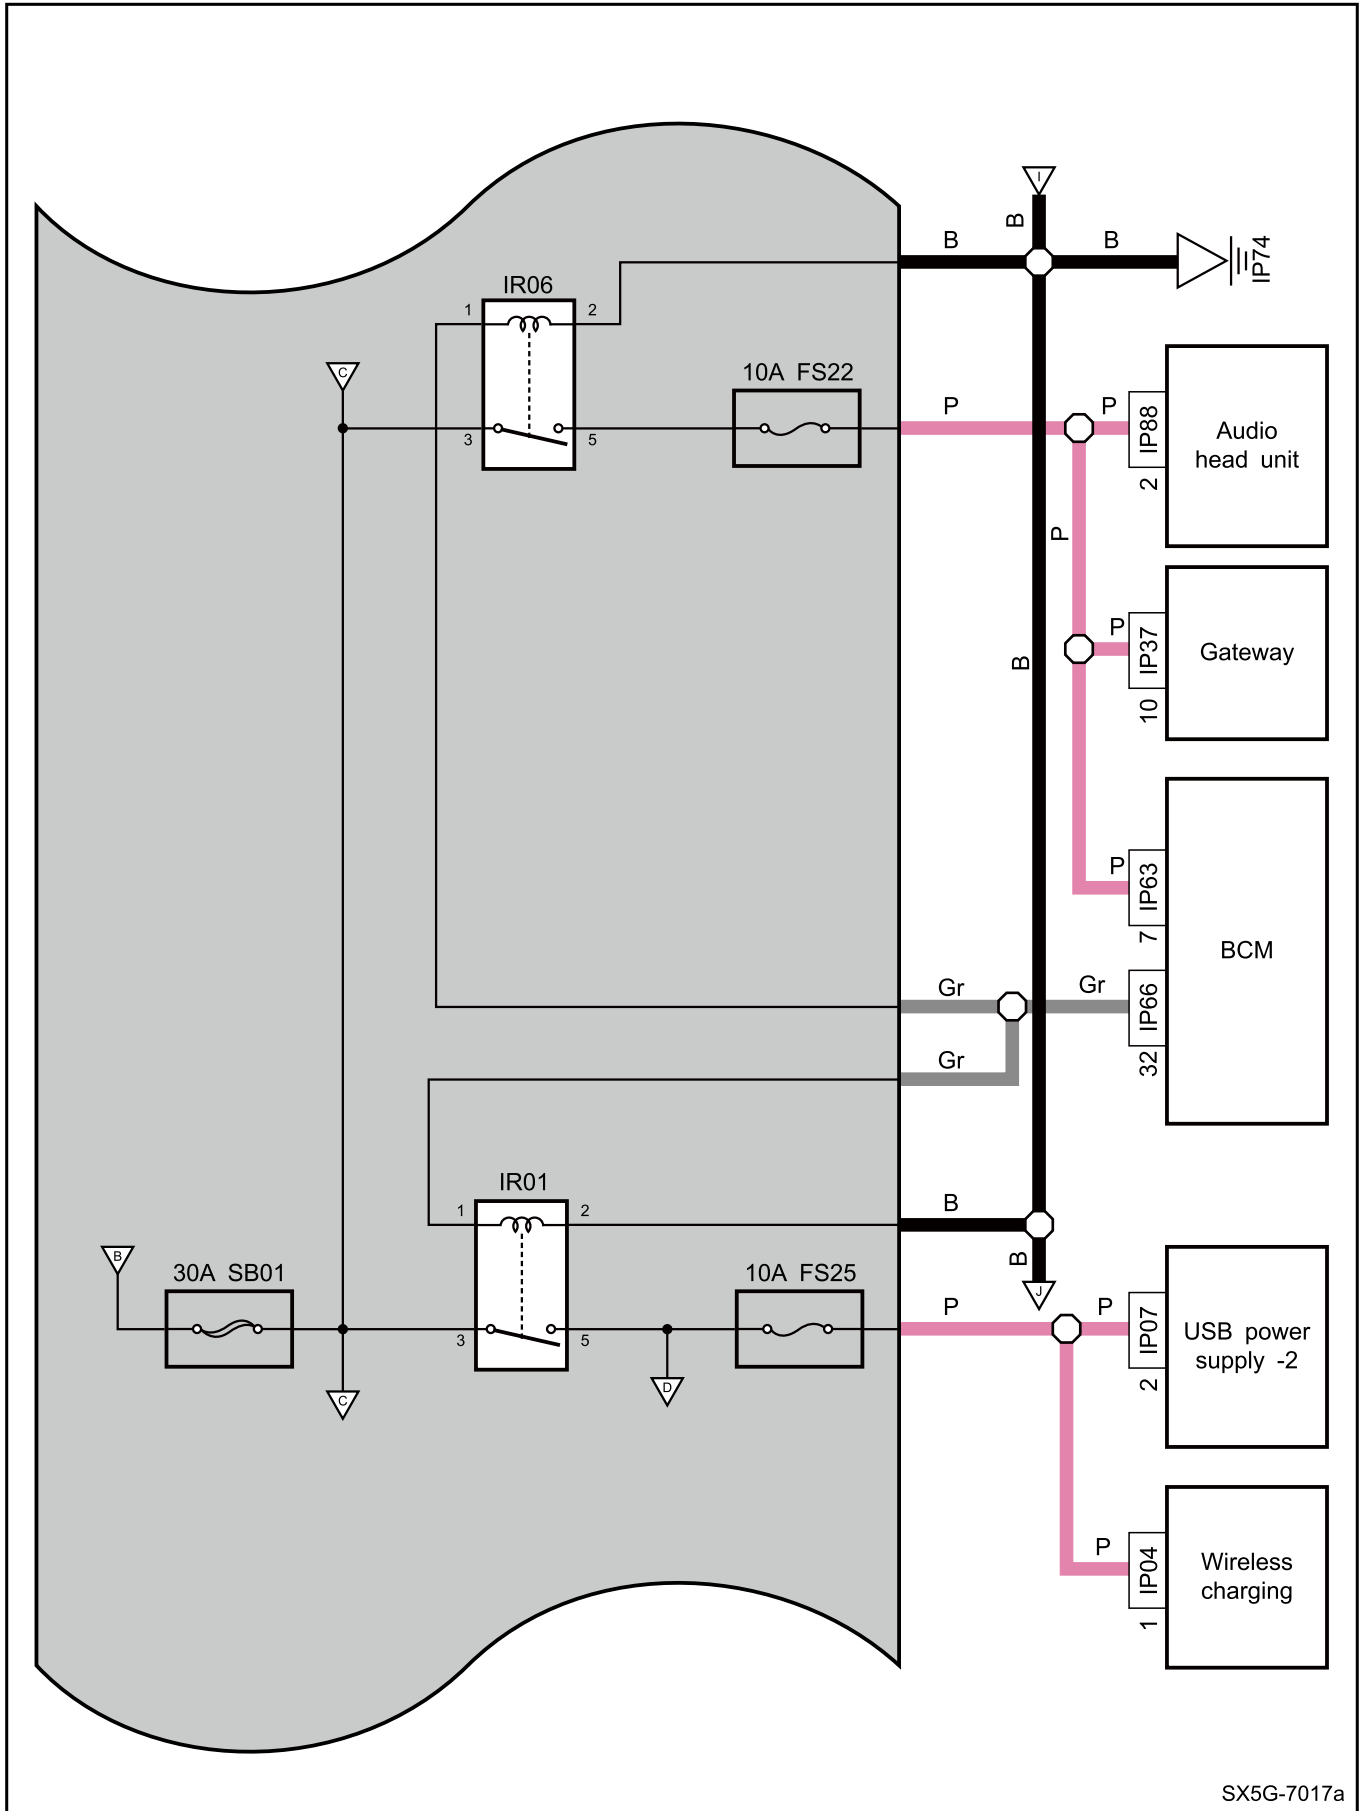 I
B
B
B
IP74
IR06
1
2
C
10A FS22
3
5
P
P
IP88
2
Audio
head unit
P
B
P
IP37
10
Gateway
P
IP63
7
BCM
Gr
Gr
IP66
32
Gr
IR01
1
2
B
B
J
B
30A SB01
3
5
10A FS25
P
P
IP07
2
USB power
supply -2
C
D
P
IP04
1
Wireless
charging
SX5G-7017a